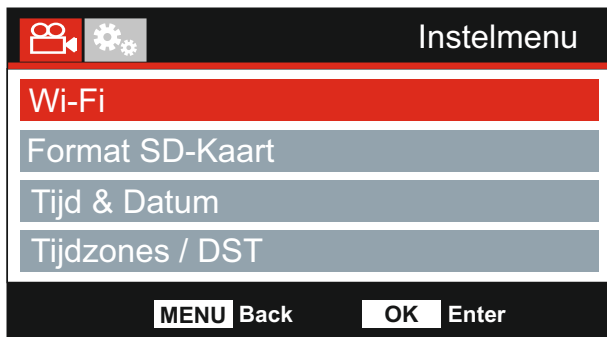 Instelmenu
Wi-Fi
Format SD-Kaart
Tijd & Datum
Tijdzones / DST
MENU Back OK Enter